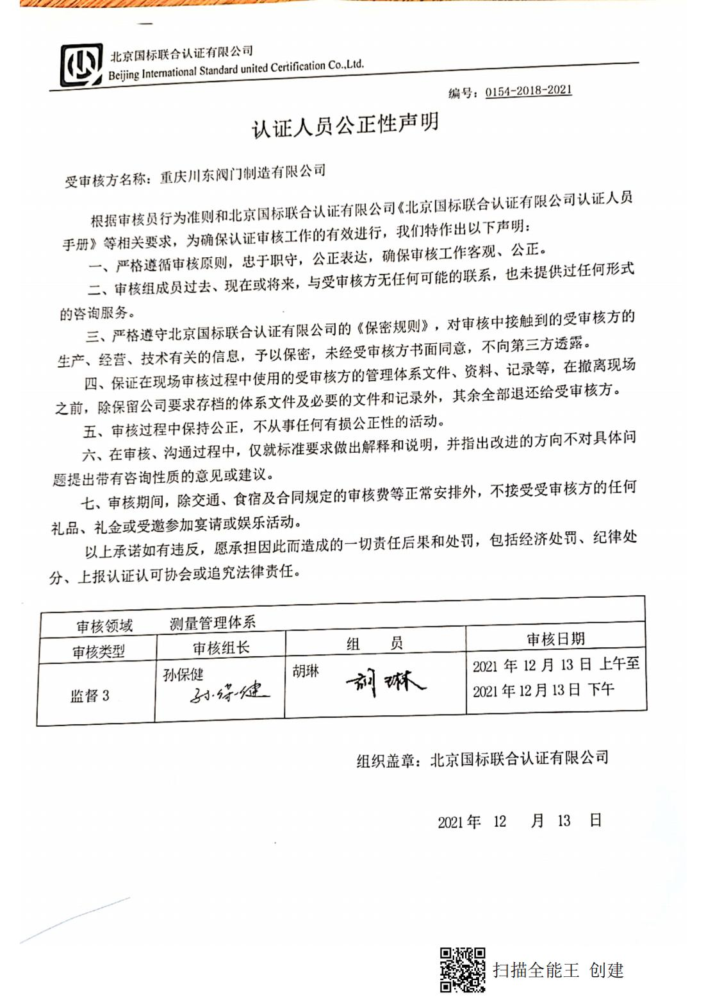 北京国标联合认证有限公司
Beijing International Standard united Certification Co.,Ltd.
编号：0154-2018-2021
认证人员公正性声明
受审核方名称：重庆川东阀门制造有限公司
根据审核员行为准则和北京国标联合认证有限公司《北京国标联合认证有限公司认证人员
手册》等相关要求，为确保认证审核工作的有效进行，我们特作出以下声明：
一、严格遵循审核原则，忠于职守，公正表达，确保审核工作客观、公正。
二、审核组成员过去、现在或将来，与受审核方无任何可能的联系，也未提供过任何形式
的咨询服务。
三、严格遵守北京国标联合认证有限公司的《保密规则》，对审核中接触到的受审核方的
生产、经营、技术有关的信息，予以保密，未经受审核方书面同意，不向第三方透露。
四、保证在现场审核过程中使用的受审核方的管理体系文件、资料、记录等，在撤离现场
之前，除保留公司要求存档的体系文件及必要的文件和记录外，其余全部退还给受审核方。
五、审核过程中保持公正，不从事任何有损公正性的活动。
六、在审核、沟通过程中，仅就标准要求做出解释和说明，并指出改进的方向不对具体问
题提出带有咨询性质的意见或建议。
七、审核期间，除交通、食宿及合同规定的审核费等正常安排外，不接受受审核方的任何
礼品、礼金或受邀参加宴请或娱乐活动。
以上承诺如有违反，愿承担因此而造成的一切责任后果和处罚，包括经济处罚、纪律处
分、上报认证认可协会或追究法律责任。
审核领域 测量管理体系
审核类型 审核组长 组 员 审核日期
监督 3 孙保健 胡琳 2021 年 12 月 13 日 上午至
孙保健 胡琳 2021 年 12 月 13 日 下午
组织盖章：北京国标联合认证有限公司
2021 年 12 月 13 日
扫描全能王 创建